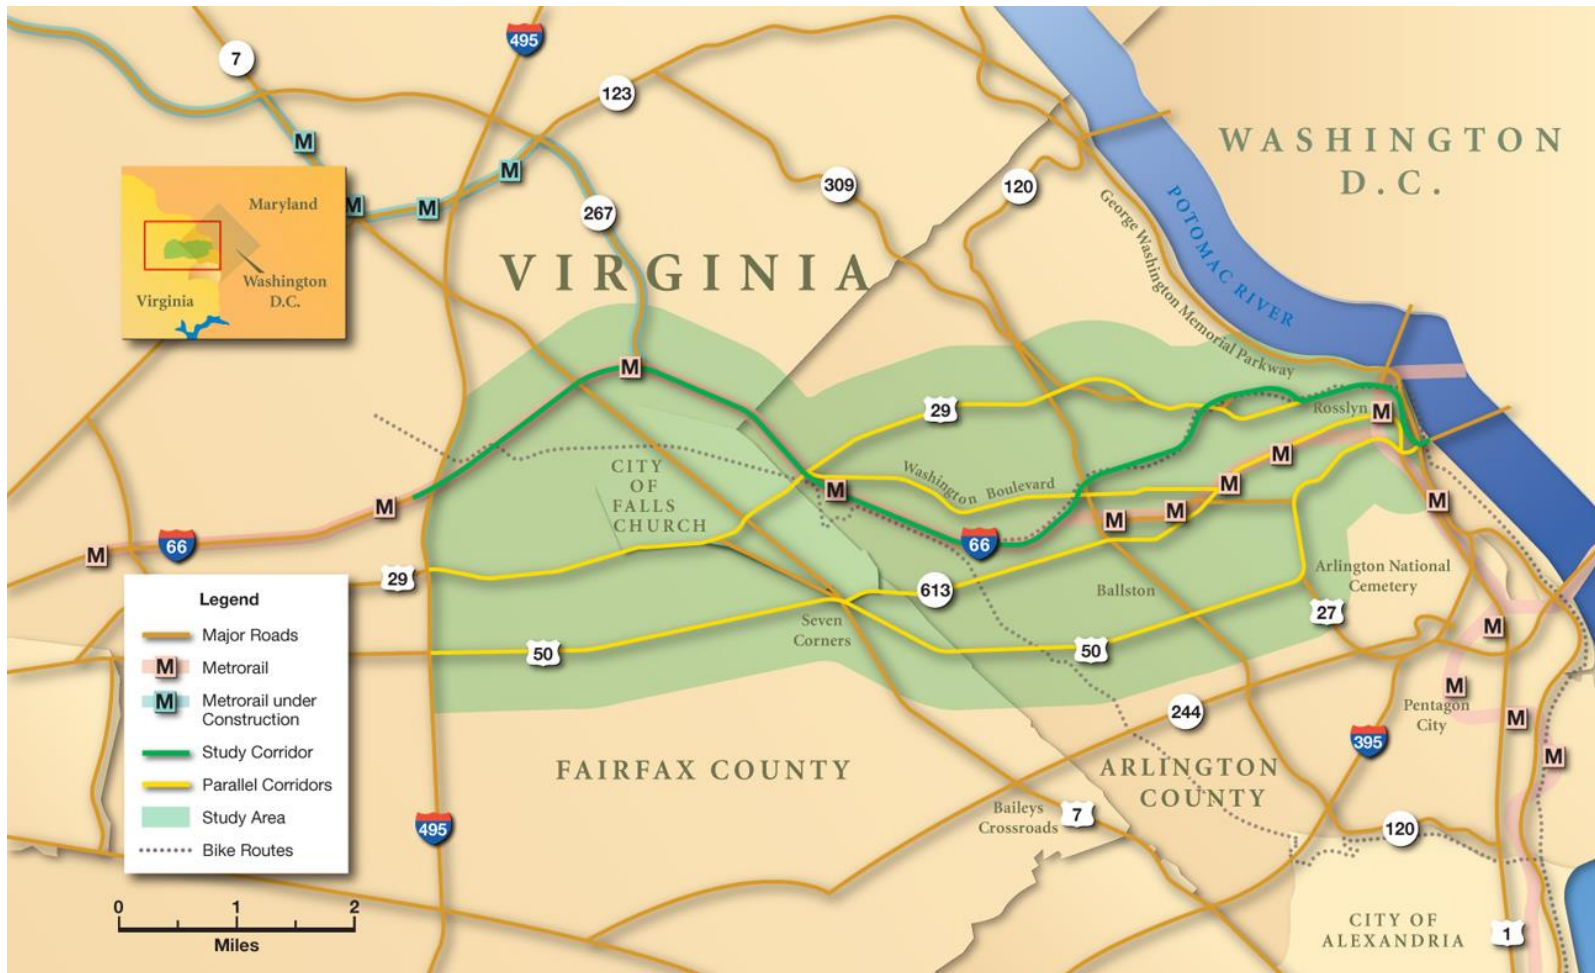 495
7
123
WASHINGTON
D.C.
M
M
309
120
M
M
267
Maryland
Washington
D.C.
Virginia
George Washington Memorial Parkway
POTOMAC RIVER
VIRGINIA
M
29
Rosslyn
M
CITY
OF
FALLS
CHURCH
Washington Boulevard
M
M
M
M
M
M
M
M
66
M
66
29
613
Ballston
Arlington National
Cemetery
27
Seven
Corners
50
50
M
M
Pentagon
City
M
244
395
M
FAIRFAX COUNTY
ARLINGTON
COUNTY
Baileys
Crossroads
7
120
495
Legend
Major Roads
M Metrorail
M Metrorail under
Construction
Study Corridor
Parallel Corridors
Study Area
Bike Routes
0 1 2
Miles
CITY OF
ALEXANDRIA
1